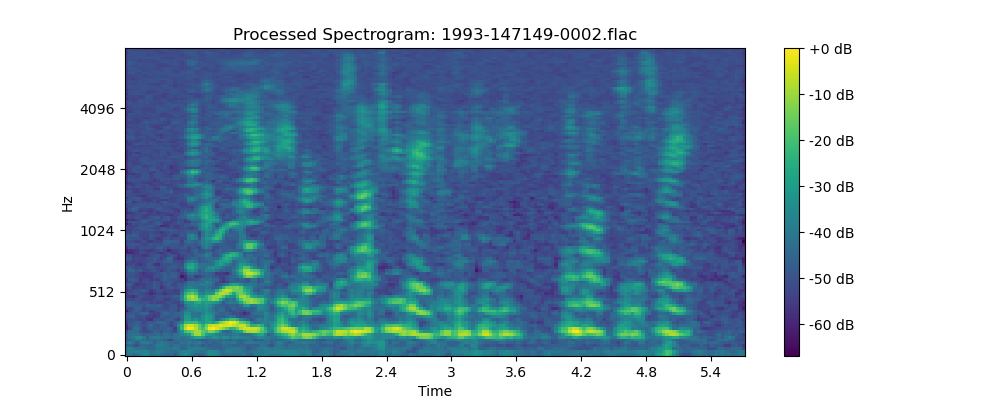 Processed Spectrogram: 1993-147149-0002.flac
Hz
4096
2048
1024
512
0
0 0.6 1.2 1.8 2.4 3 3.6 4.2 4.8 5.4
Time
+0 dB
-10 dB
-20 dB
-30 dB
-40 dB
-50 dB
-60 dB